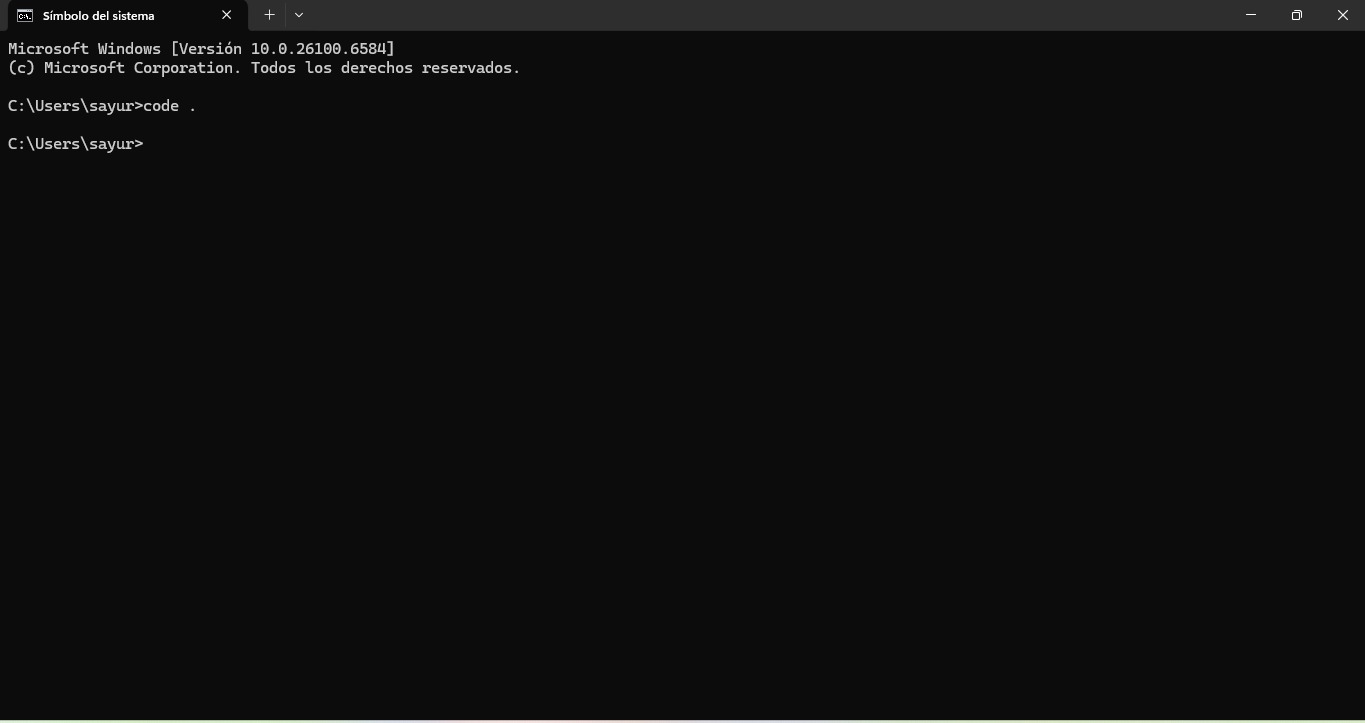 Símbolo del sistema
Microsoft Windows [Versión 10.0.26100.6584]
(c) Microsoft Corporation. Todos los derechos reservados.
C:\Users\sayur>code .
C:\Users\sayur>